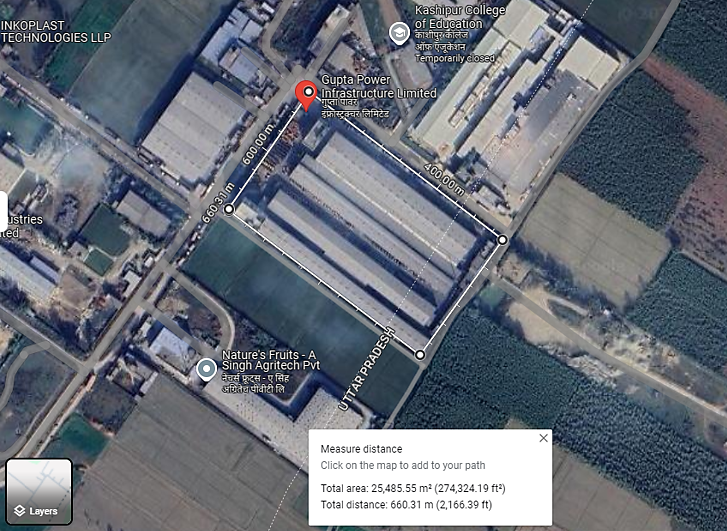 INKOPLAST
TECHNOLOGIES LLP
Kashipur College
of Education
काशीपुर कॉलेज
ऑफ एजुकेशन
Temporarily closed
Gupta Power
Infrastructure Limited
गुप्ता पावर
इंफ्रास्ट्रक्चर लिमिटेड
600.00 m
400.00 m
660.31 m
ustries
ted
Nature's Fruits - A
Singh Agritech Pvt
नेचर्स फ्रूट्स - ए सिंह
अग्रितेच पीवीटी लि
UTTAR PRADESH
Measure distance
Click on the map to add to your path
Total area: 25,485.55 m² (274,324.19 ft²)
Total distance: 660.31 m (2,166.39 ft)
Layers